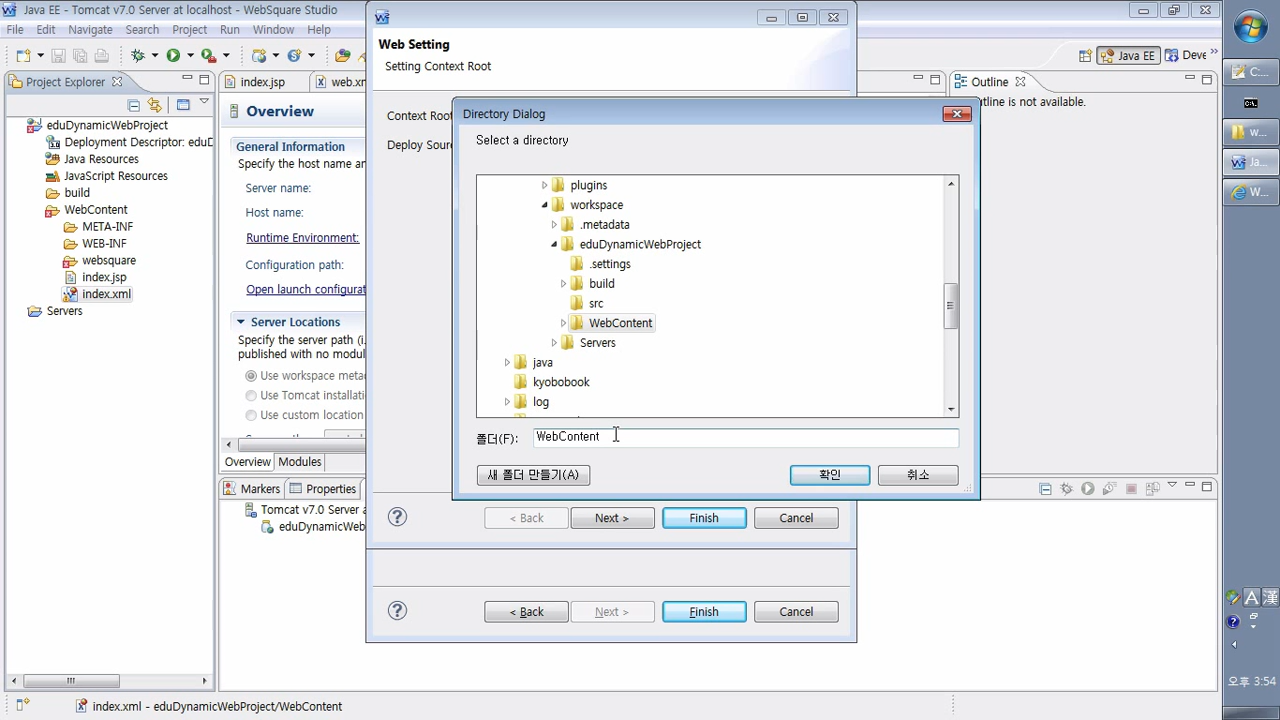 Java EE - Tomcat v7.0 Server at localhost - WebSquare Studio
File Edit Navigate Search Project Run Window Help
Java EE
Deve
Project Explorer
eduDynamicWebProject
Deployment Descriptor: eduD
Java Resources
JavaScript Resources
build
WebContent
META-INF
WEB-INF
websquare
index.jsp
index.xml
Servers
index.jsp
web.xm
Overview
General Information
Specify the host name an
Server name:
Host name:
Runtime Environment:
Configuration path:
Open launch configurat
Server Locations
Specify the server path (i.
published with no modul
Use workspace meta
Use Tomcat installatio
Use custom location
Overview
Modules
Markers
Properties
Tomcat v7.0 Server a
eduDynamicWeb
Web Setting
Setting Context Root
Context Root
Deploy Sour
Directory Dialog
Select a directory
plugins
workspace
.metadata
eduDynamicWebProject
.settings
build
src
WebContent
Servers
java
kyobobook
log
폴더(F):
WebContent
새 폴더 만들기(A)
확인
취소
< Back
Next >
Finish
Cancel
< Back
Next >
Finish
Cancel
Outline
utline is not available.
C:...
w...
Ja...
W...
A 漢
오후 3:54
index.xml - eduDynamicWebProject/WebContent